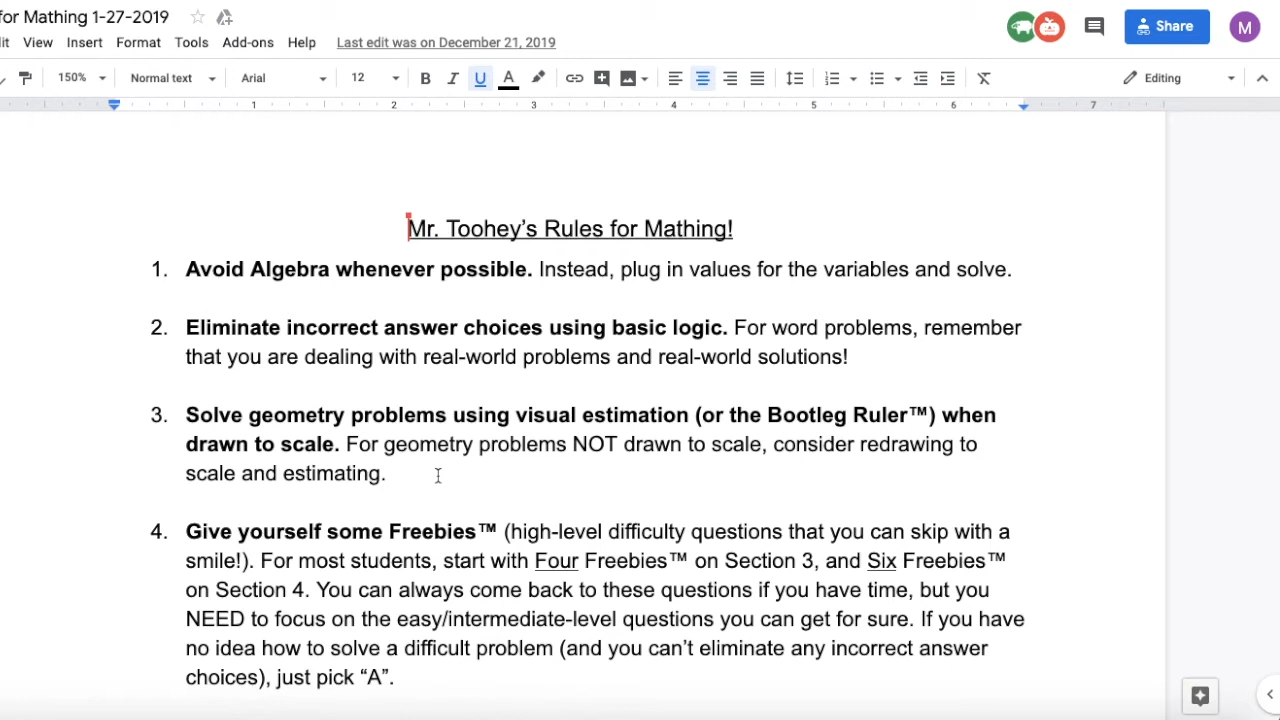 for Mathing 1-27-2019
it View Insert Format Tools Add-ons Help Last edit was on December 21, 2019
Share
M
150% Normal text Arial 12 B I U A Editing
1 2 3 4 5 6 7
Mr. Toohey’s Rules for Mathing!
1. Avoid Algebra whenever possible. Instead, plug in values for the variables and solve.
2. Eliminate incorrect answer choices using basic logic. For word problems, remember
that you are dealing with real-world problems and real-world solutions!
3. Solve geometry problems using visual estimation (or the Bootleg Ruler™) when
drawn to scale. For geometry problems NOT drawn to scale, consider redrawing to
scale and estimating.
4. Give yourself some Freebies™ (high-level difficulty questions that you can skip with a
smile!). For most students, start with Four Freebies™ on Section 3, and Six Freebies™
on Section 4. You can always come back to these questions if you have time, but you
NEED to focus on the easy/intermediate-level questions you can get for sure. If you have
no idea how to solve a difficult problem (and you can’t eliminate any incorrect answer
choices), just pick “A”.